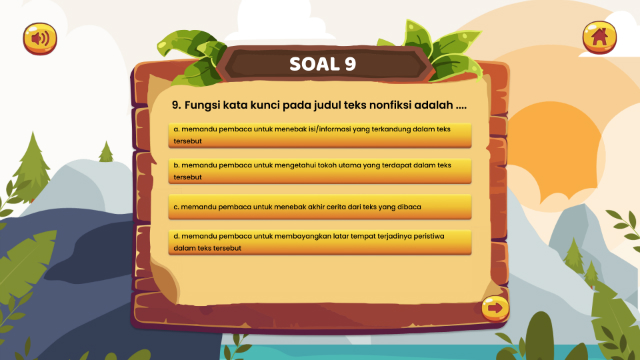 SOAL 9
9. Fungsi kata kunci pada judul teks nonfiksi adalah ....
a. memandu pembaca untuk menebak isi/informasi yang terkandung dalam teks
tersebut
b. memandu pembaca untuk mengetahui tokoh utama yang terdapat dalam teks
tersebut
c. memandu pembaca untuk menebak akhir cerita dari teks yang dibaca
d. memandu pembaca untuk membayangkan latar tempat terjadinya peristiwa
dalam teks tersebut